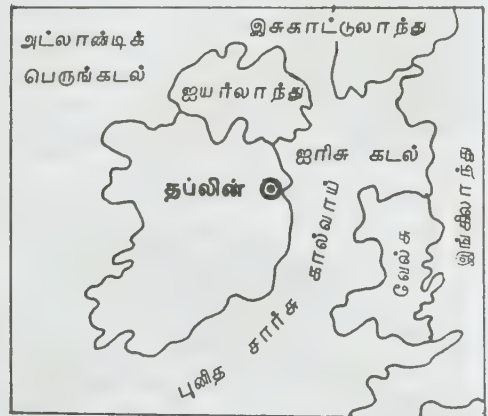 இசுகாட்டுலாந்து
அட்லாண்டிக்
பெருங்கடல்
ஐயர்லாந்து
ஐரிசு கடல்
தப்லின்
இங்கிலாந்து
வேல்சு
புனித சார்சு கால்வாய்